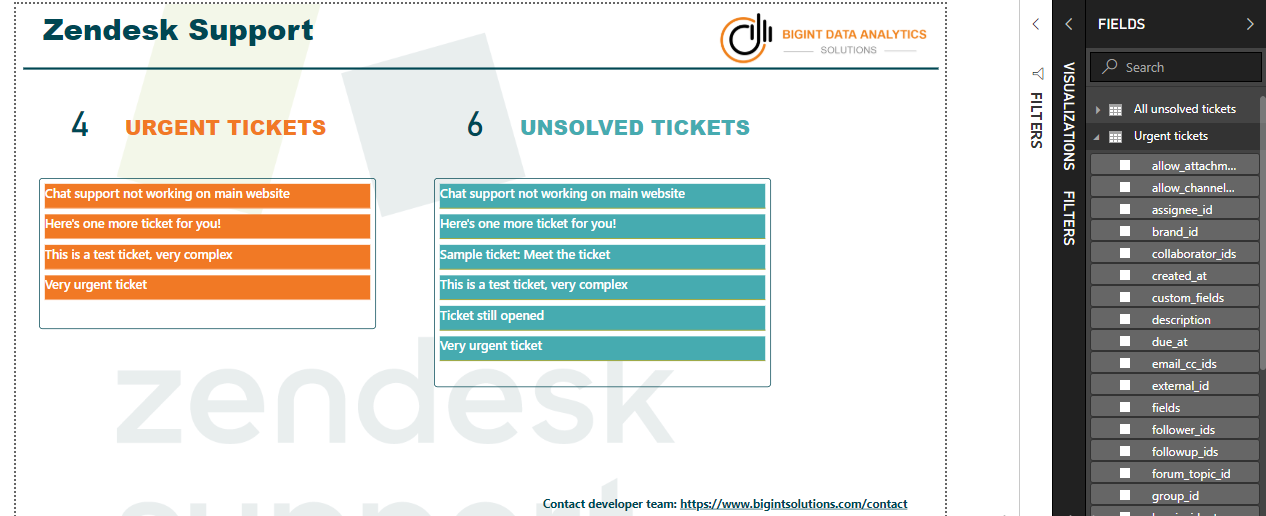 Zendesk Support
BIGINT DATA ANALYTICS
SOLUTIONS
4 URGENT TICKETS
6 UNSOLVED TICKETS
Chat support not working on main website
Here's one more ticket for you!
This is a test ticket, very complex
Very urgent ticket
Chat support not working on main website
Here's one more ticket for you!
Sample ticket: Meet the ticket
This is a test ticket, very complex
Ticket still opened
Very urgent ticket
zendesk
support
Contact developer team: https://www.bigintsolutions.com/contact
FILTERS
VISUALIZATIONS
FILTERS
FIELDS
Search
All unsolved tickets
Urgent tickets
allow_attachm...
allow_channel...
assignee_id
brand_id
collaborator_ids
created_at
custom_fields
description
due_at
email_cc_ids
external_id
fields
follower_ids
followup_ids
forum_topic_id
group_id